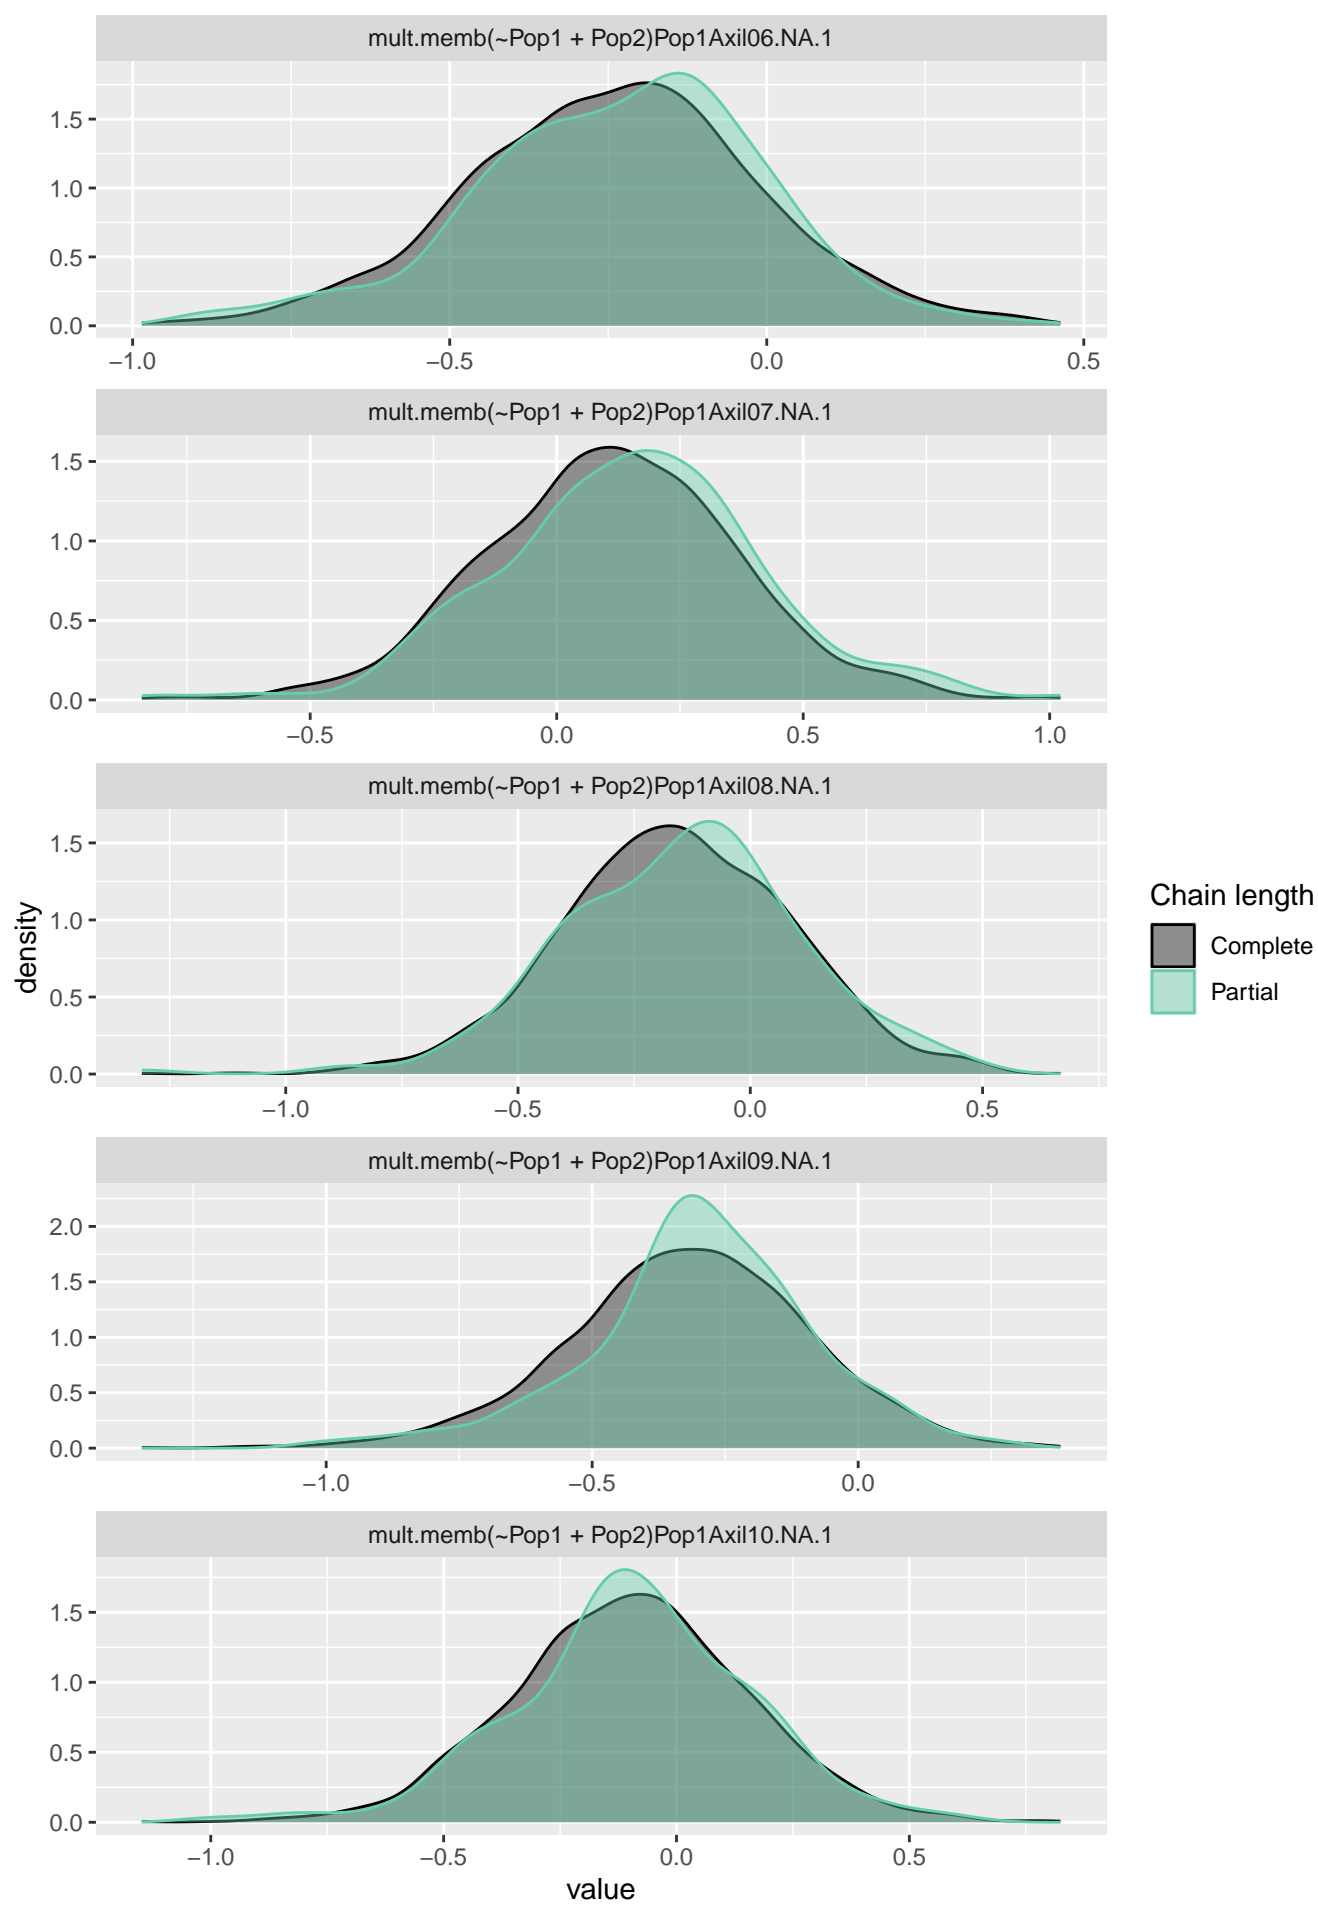 mult.memb(~Pop1 + Pop2)Pop1Axil06.NA.1
1.5
1.0
0.5
0.0
−1.0 −0.5 0.0 0.5
mult.memb(~Pop1 + Pop2)Pop1Axil07.NA.1
1.5
1.0
0.5
0.0
−0.5 0.0 0.5 1.0
mult.memb(~Pop1 + Pop2)Pop1Axil08.NA.1
1.5
1.0
0.5
0.0
−1.0 −0.5 0.0 0.5
density
mult.memb(~Pop1 + Pop2)Pop1Axil09.NA.1
2.0
1.5
1.0
0.5
0.0
−1.0 −0.5 0.0
mult.memb(~Pop1 + Pop2)Pop1Axil10.NA.1
1.5
1.0
0.5
0.0
−1.0 −0.5 0.0 0.5
value
Chain length
Complete
Partial